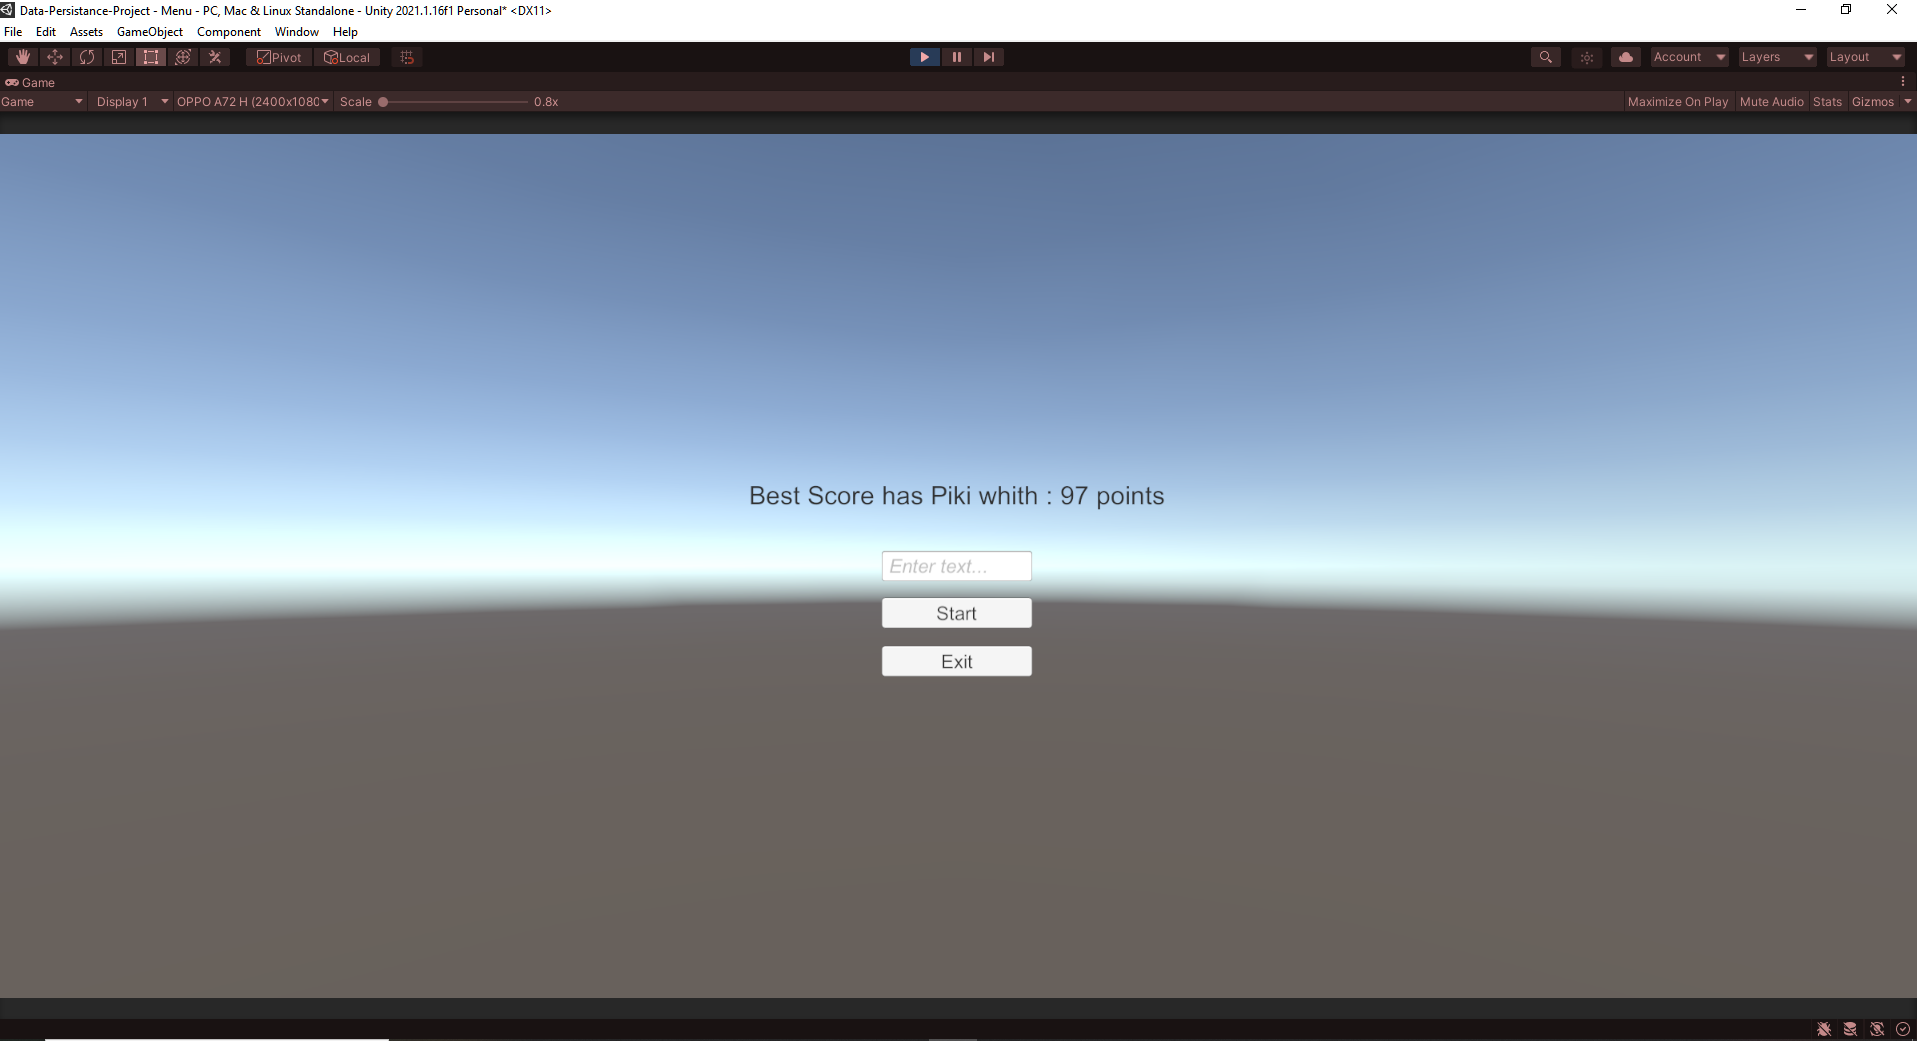 Data-Persistance-Project - Menu - PC, Mac & Linux Standalone - Unity 2021.1.16f1 Personal* <DX11>
File Edit Assets GameObject Component Window Help
Pivot Local Account Layers Layout
Game
Game Display 1 OPPO A72 H (2400x1080 Scale 0.8x Maximize On Play Mute Audio Stats Gizmos
Best Score has Piki whith : 97 points
Enter text...
Start
Exit